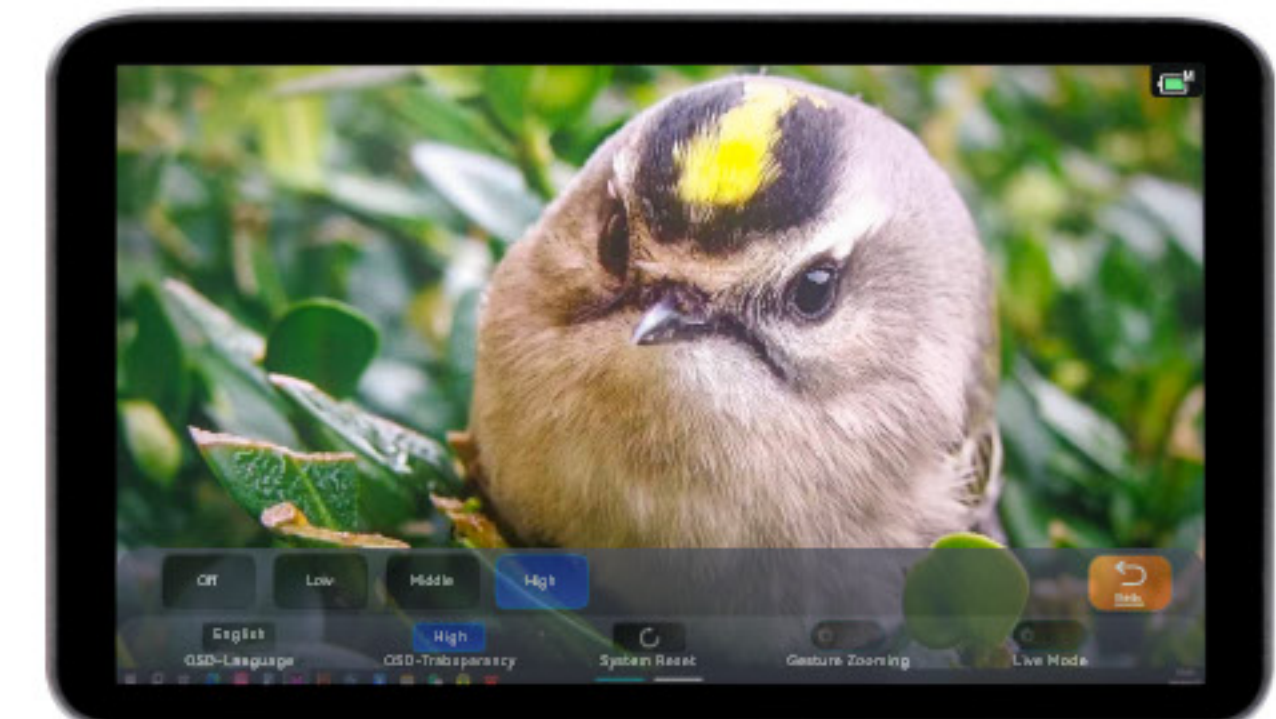 M
Off Low Middle High
English High
OSD-Language OSD-Transparency System Reset Gesture Zooming Live Mode